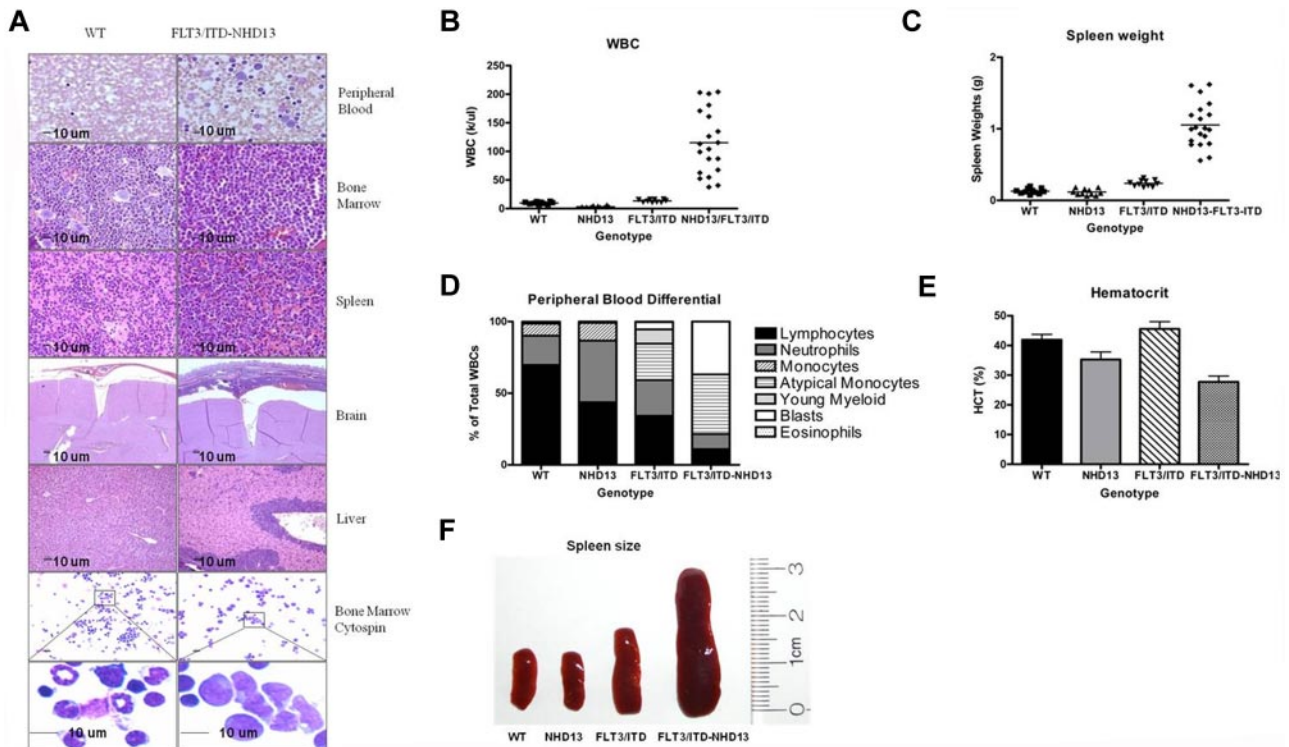 A
WT FLT3/ITD-NHD13
10 um 10 um
Peripheral
Blood
10 um 10 um
Bone
Marrow
10 um 10 um
Spleen
10 um 10 um
Brain
10 um 10 um
Liver
Bone Marrow
Cytospin
10 um 10 um
B
WBC
WBC (k/ul)
250
200
150
100
50
0
WT NHD13 FLT3/ITD NHD13/FLT3/ITD
Genotype
C
Spleen weight
Spleen Weights (g)
2
1
0
WT NHD13 FLT3/ITD NHD13-FLT3-ITD
Genotype
D
Peripheral Blood Differential
% of Total WBCs
100
50
0
WT NHD13 FLT3/ITD FLT3/ITD-NHD13
Genotype
Lymphocytes
Neutrophils
Monocytes
Atypical Monocytes
Young Myeloid
Blasts
Eosinophils
E
Hematocrit
HCT (%)
50
40
30
20
10
0
WT NHD13 FLT3/ITD FLT3/ITD-NHD13
Genotype
F
Spleen size
3
2
1cm
0
WT NHD13 FLT3/ITD FLT3/ITD-NHD13